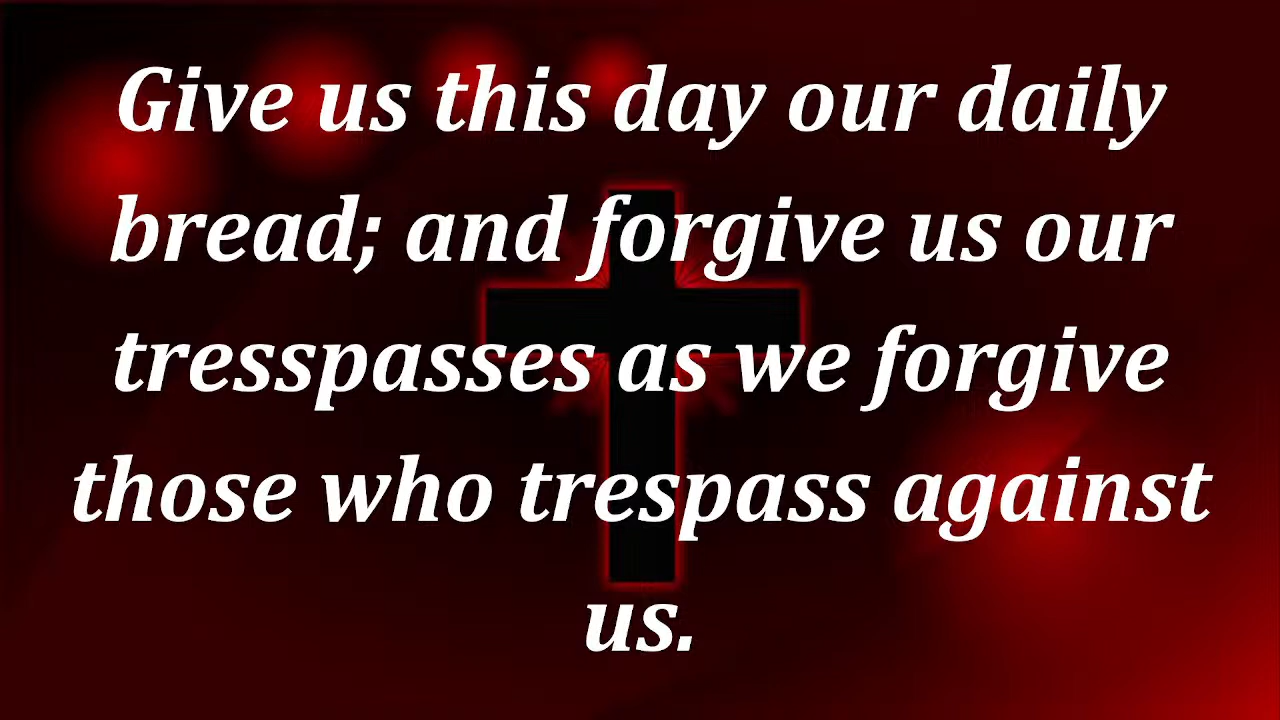 Give us this day our daily
bread; and forgive us our
tresspasses as we forgive
those who trespass against
us.